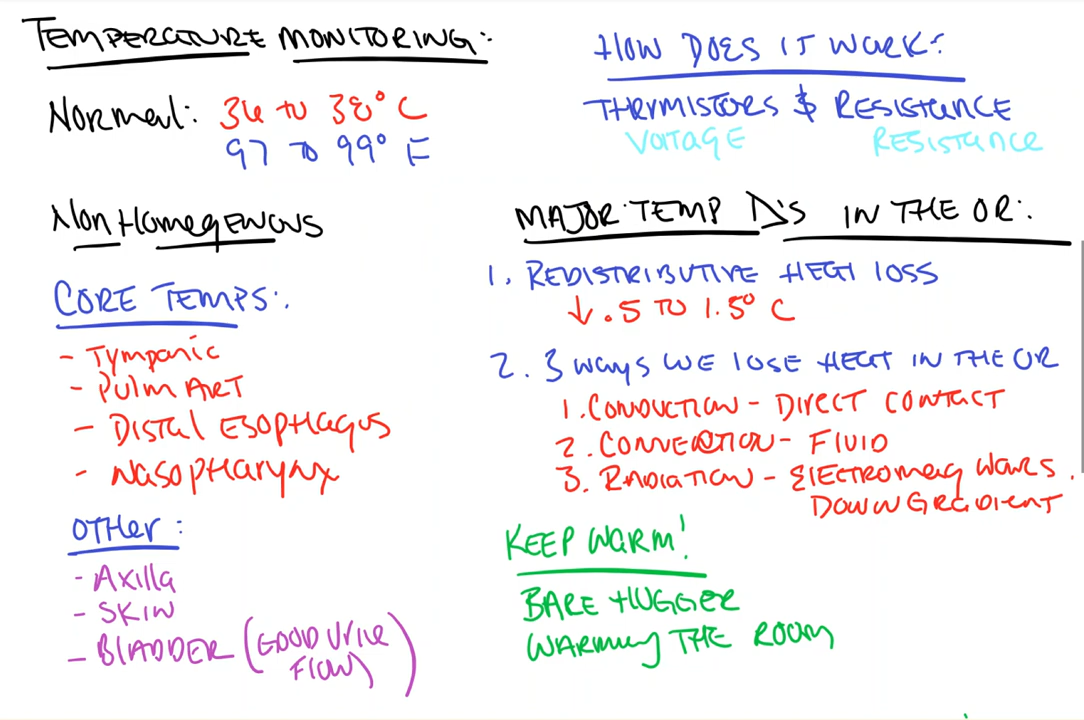 TEMPERATURE MONITORING:
Normal: 36 to 38° C
97 to 99° F
Non Homogenous
CORE TEMPS:
- Tympanic
- Pulm ART
- DISTAL ESOPHAGUS
- Nasopharynx
OTHER:
- Axilla
- SKIN
- BLADDER (GOOD URINE FLOW)
HOW DOES IT WORK?
THRMISTORS & RESISTANCE
VOLTAGE RESISTANCE
MAJOR TEMP Δ's IN THE OR:
1. REDISTRIBUTIVE HEAT LOSS
↓ .5 TO 1.5° C
2. 3 ways WE LOSE HEAT IN THE OR
1. CONDUCTION - DIRECT CONTACT
2. CONVECTION - FLUID
3. RADIATION - ELECTROMAG WAVES.
DOWN GRADIENT
KEEP WARM!
BARE HUGGER
WARMING THE ROOM